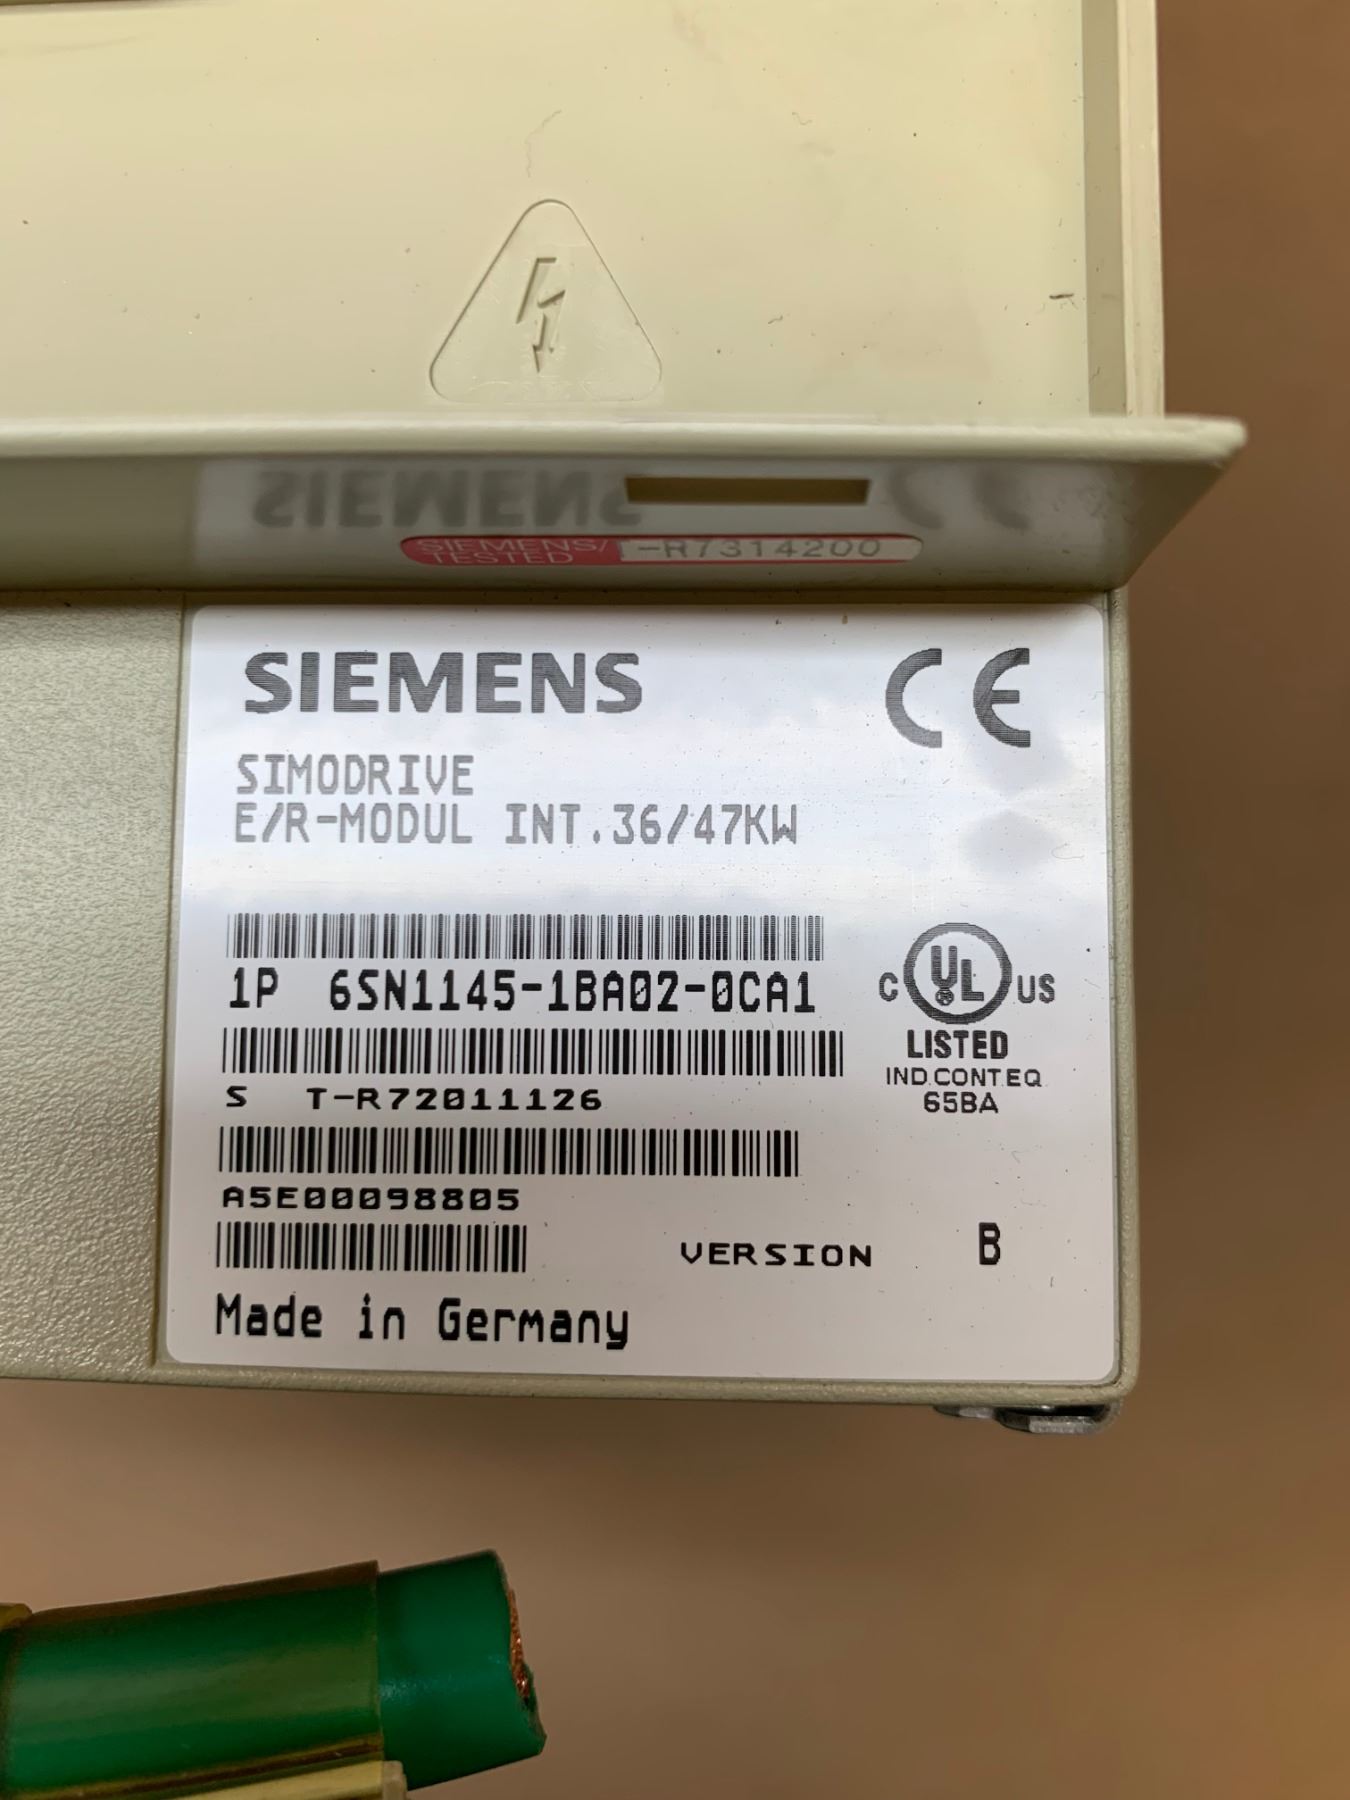 SIEMENS/ T-R7314200
TESTED
SIEMENS
CE
SIMODRIVE
E/R-MODUL INT.36/47KW
1P 6SN1145-1BA02-0CA1
C UL US
LISTED
IND.CONT.EQ
65BA
S T-R72011126
A5E00098805
VERSION B
Made in Germany